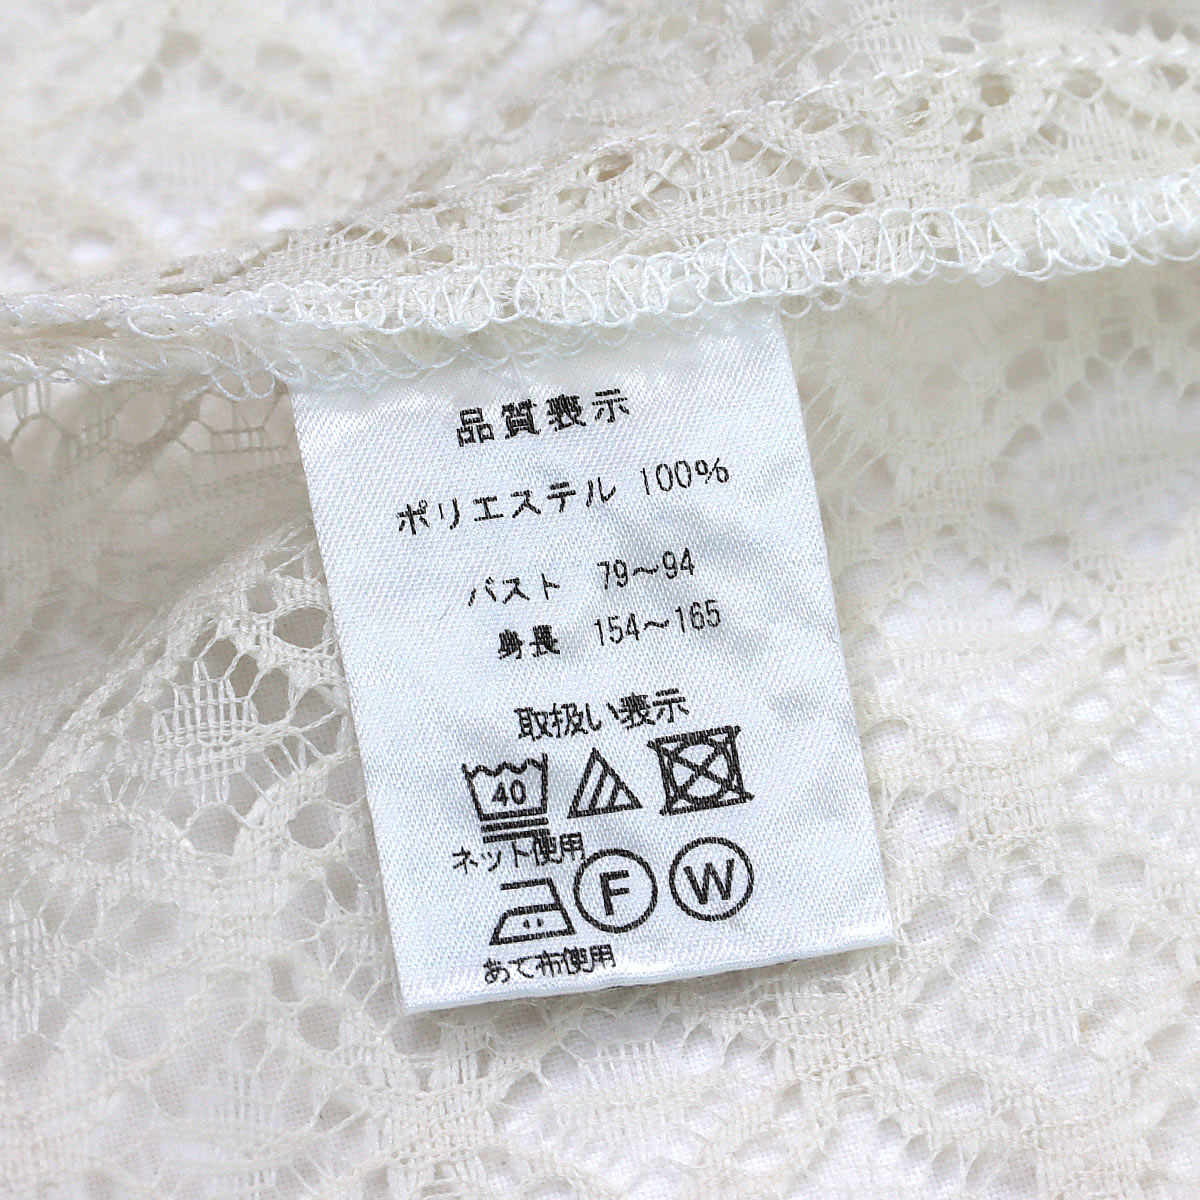 品質表示
ポリエステル 100%
バスト 79～94
身長 154～165
取扱い表示
40
ネット使用
F W
あて布使用